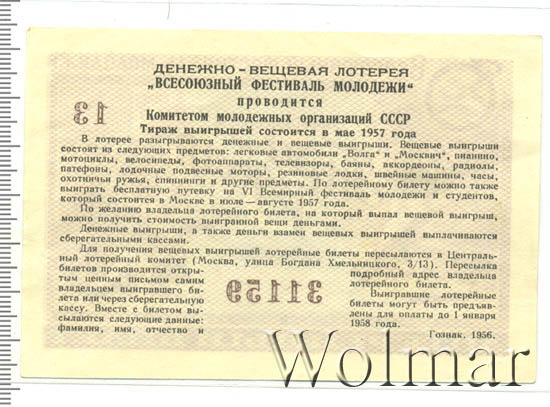 ДЕНЕЖНО-ВЕЩЕВАЯ ЛОТЕРЕЯ
„ВСЕСОЮЗНЫЙ ФЕСТИВАЛЬ МОЛОДЕЖИ“
проводится
Комитетом молодежных организаций СССР
Тираж выигрышей состоится в мае 1957 года
13
В лотерее разыгрываются денежные и вещевые выигрыши. Вещевые выигрыши
состоят из следующих предметов: легковые автомобили „Волга“ и „Москвич“, пианино,
мотоциклы, велосипеды, фотоаппараты, телевизоры, баяны, аккордеоны, радиолы,
патефоны, лодочные подвесные моторы, резиновые лодки, швейные машины, часы,
охотничьи ружья, спиннинги и другие предметы. По лотерейному билету можно также
выиграть бесплатную путевку на VI Всемирный фестиваль молодежи и студентов,
который состоится в Москве в июле—августе 1957 года.
По желанию владельца лотерейного билета, на который выпал вещевой выигрыш,
можно получить стоимость выигранной вещи деньгами.
Денежные выигрыши, а также деньги взамен вещевых выигрышей выплачиваются
сберегательными кассами.
Для получения вещевых выигрышей лотерейные билеты пересылаются в Централь-
ный лотерейный комитет (Москва, улица Богдана Хмельницкого, 3/13). Пересылка
билетов производится откры-
тым ценным письмом самим
владельцем выигравшего би-
лета или через сберегательную
кассу. Вместе с билетом вы-
сылаются следующие данные:
фамилия, имя, отчество и
31159
подробный адрес владельца
лотерейного билета.
Выигравшие лотерейные
билеты могут быть предъяв-
лены для оплаты до 1 января
1958 года.
Гознак. 1956.
Wolmar